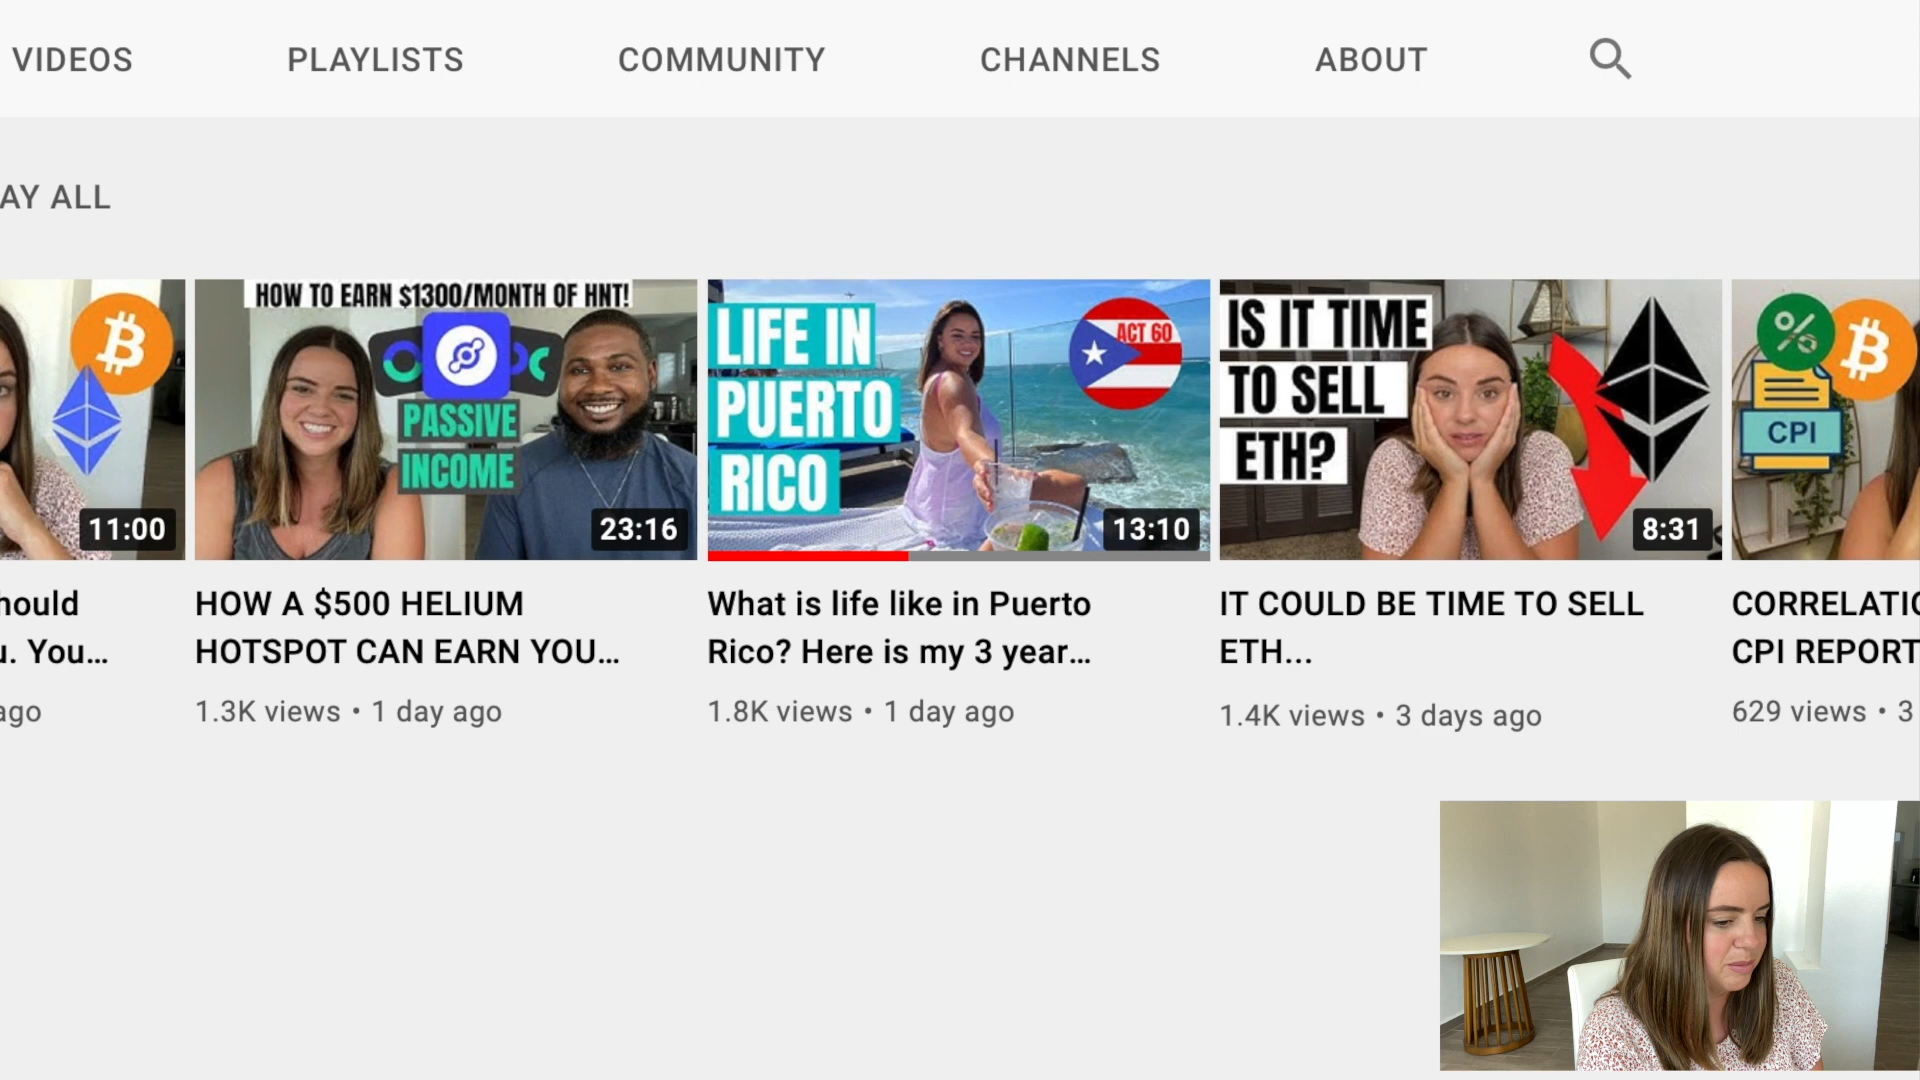 VIDEOS PLAYLISTS COMMUNITY CHANNELS ABOUT
AY ALL
11:00
HOW TO EARN $1300/MONTH OF HNT!
PASSIVE
INCOME
23:16
LIFE IN
PUERTO
RICO
ACT 60
13:10
IS IT TIME
TO SELL
ETH?
8:31
%
CPI
hould
u. You...
ago
HOW A $500 HELIUM
HOTSPOT CAN EARN YOU...
1.3K views • 1 day ago
What is life like in Puerto
Rico? Here is my 3 year...
1.8K views • 1 day ago
IT COULD BE TIME TO SELL
ETH...
1.4K views • 3 days ago
CORRELATIO
CPI REPORT
629 views • 3